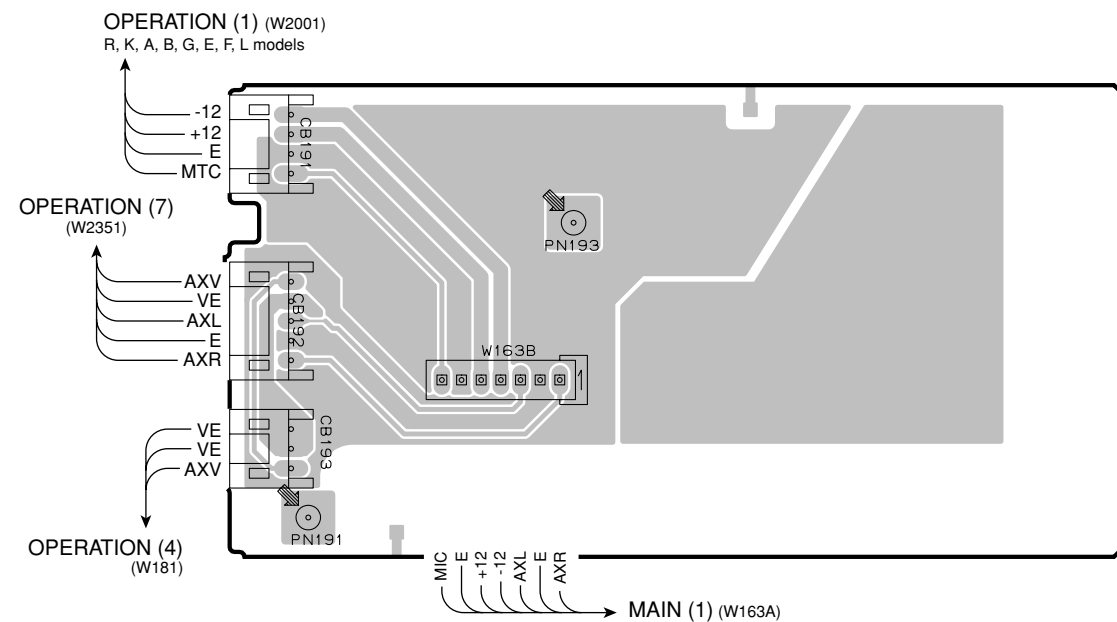 OPERATION (1) (W2001)
R, K, A, B, G, E, F, L models
-12
+12
E
MTC
CB191
OPERATION (7)
(W2351)
AXV
VE
AXL
E
AXR
CB192
PN193
W163B
1
VE
VE
AXV
CB193
PN191
OPERATION (4)
(W181)
MIC
E
+12
-12
AXL
E
AXR
MAIN (1) (W163A)